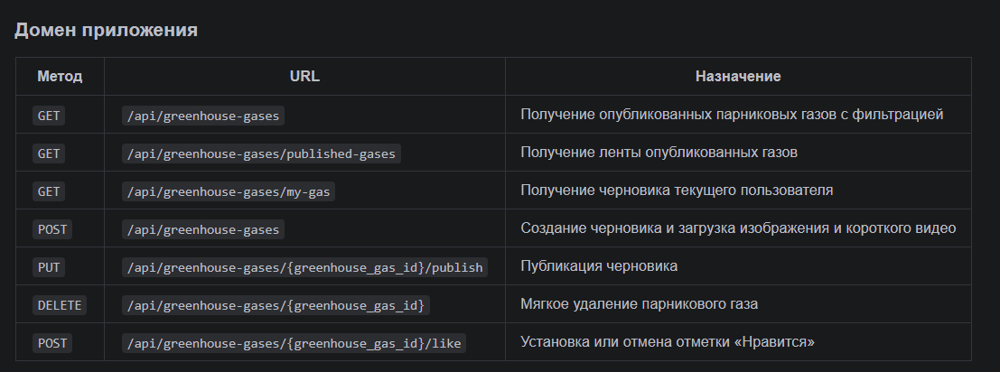 Домен приложения
Метод URL Назначение
GET /api/greenhouse-gases Получение опубликованных парниковых газов с фильтрацией
GET /api/greenhouse-gases/published-gases Получение ленты опубликованных газов
GET /api/greenhouse-gases/my-gas Получение черновика текущего пользователя
POST /api/greenhouse-gases Создание черновика и загрузка изображения и короткого видео
PUT /api/greenhouse-gases/{greenhouse_gas_id}/publish Публикация черновика
DELETE /api/greenhouse-gases/{greenhouse_gas_id} Мягкое удаление парникового газа
POST /api/greenhouse-gases/{greenhouse_gas_id}/like Установка или отмена отметки «Нравится»